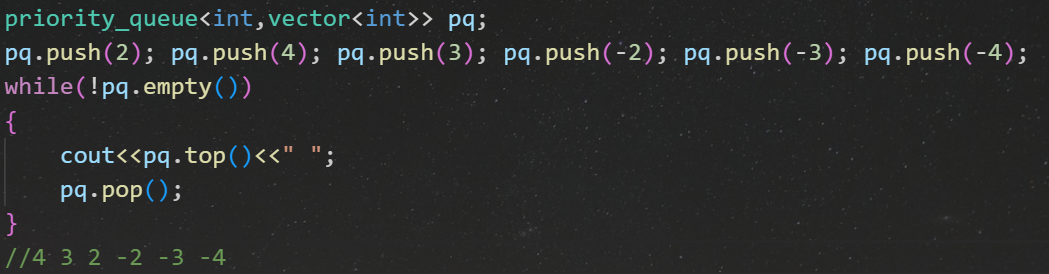 priority_queue<int,vector<int>> pq;
pq.push(2); pq.push(4); pq.push(3); pq.push(-2); pq.push(-3); pq.push(-4);
while(!pq.empty())
{
    cout<<pq.top()<<" ";
    pq.pop();
}
//4 3 2 -2 -3 -4